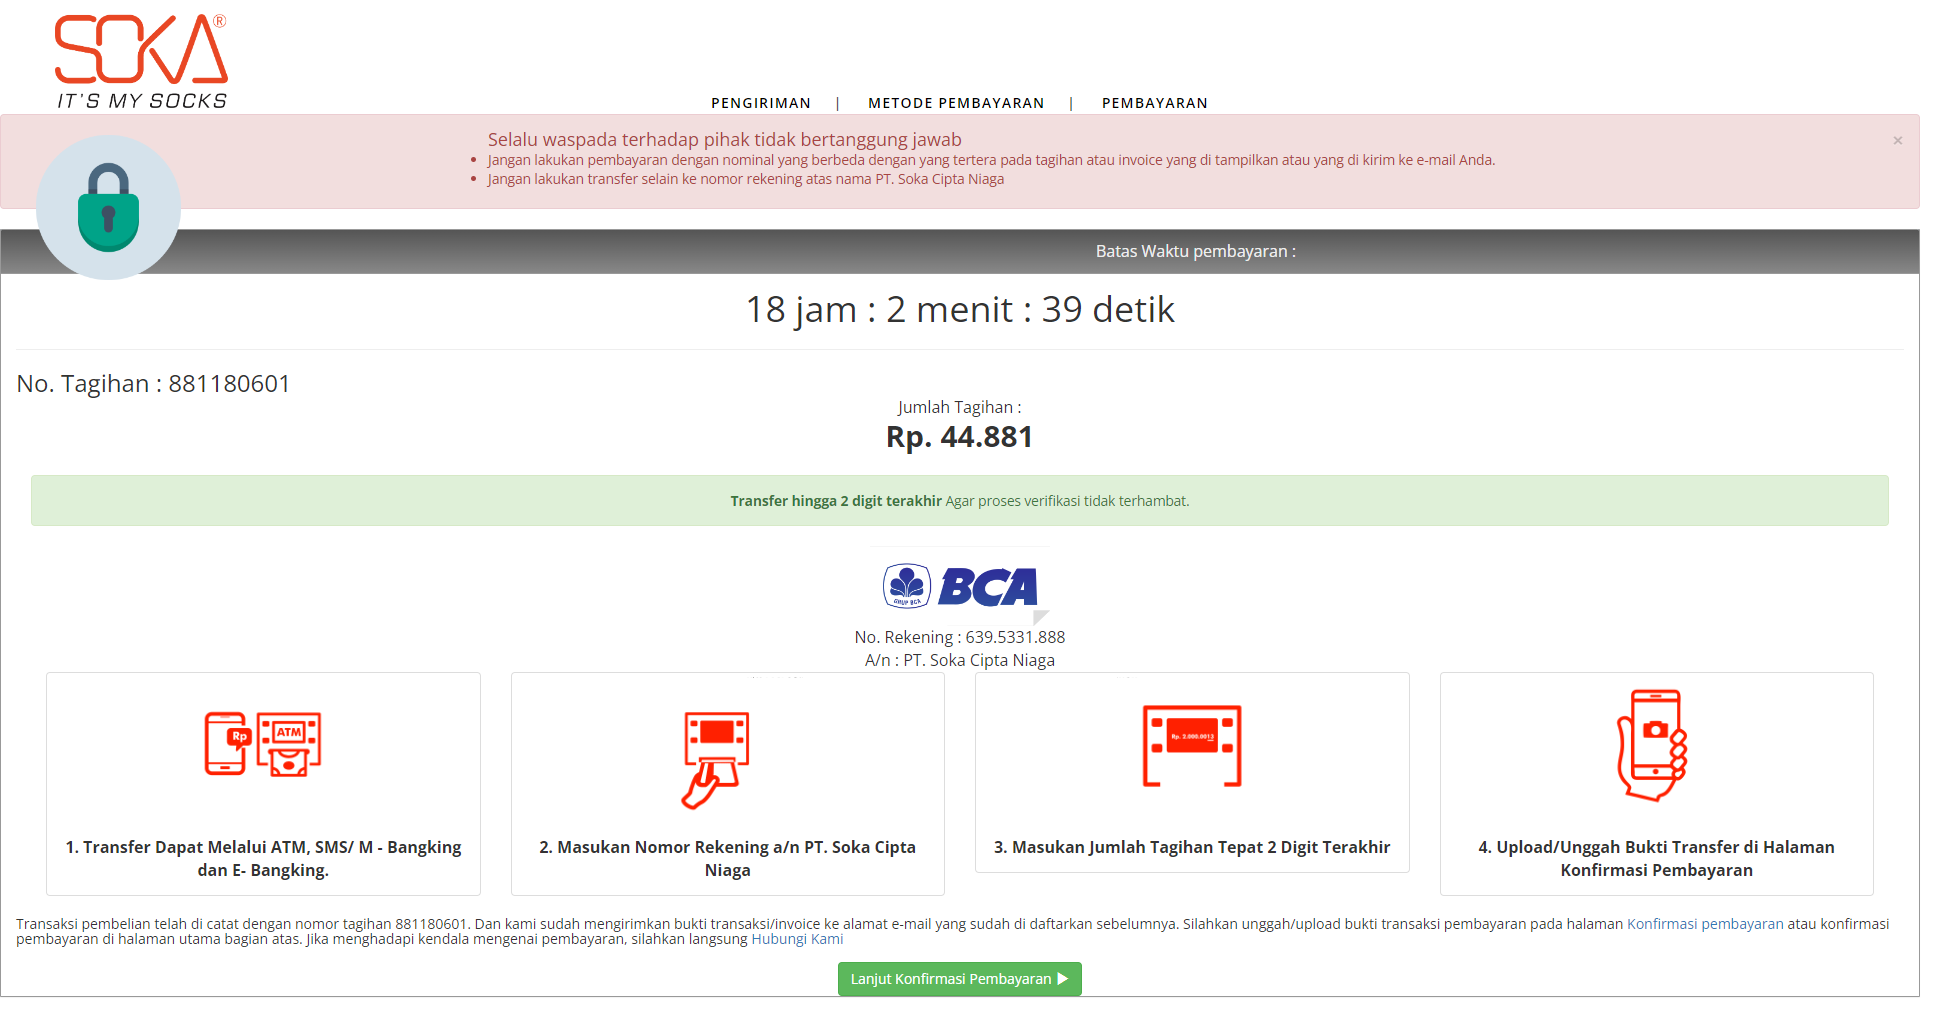 SOKA®
IT'S MY SOCKS
PENGIRIMAN | METODE PEMBAYARAN | PEMBAYARAN
Selalu waspada terhadap pihak tidak bertanggung jawab
×
• Jangan lakukan pembayaran dengan nominal yang berbeda dengan yang tertera pada tagihan atau invoice yang di tampilkan atau yang di kirim ke e-mail Anda.
• Jangan lakukan transfer selain ke nomor rekening atas nama PT. Soka Cipta Niaga
Batas Waktu pembayaran :
18 jam : 2 menit : 39 detik
No. Tagihan : 881180601
Jumlah Tagihan :
Rp. 44.881
Transfer hingga 2 digit terakhir Agar proses verifikasi tidak terhambat.
GRUP BCA
BCA
No. Rekening : 639.5331.888
A/n : PT. Soka Cipta Niaga
Rp
ATM
1. Transfer Dapat Melalui ATM, SMS/ M - Bangking
dan E- Bangking.
2. Masukan Nomor Rekening a/n PT. Soka Cipta
Niaga
Rp. 2.000.0013
3. Masukan Jumlah Tagihan Tepat 2 Digit Terakhir
4. Upload/Unggah Bukti Transfer di Halaman
Konfirmasi Pembayaran
Transaksi pembelian telah di catat dengan nomor tagihan 881180601. Dan kami sudah mengirimkan bukti transaksi/invoice ke alamat e-mail yang sudah di daftarkan sebelumnya. Silahkan unggah/upload bukti transaksi pembayaran pada halaman Konfirmasi pembayaran atau konfirmasi
pembayaran di halaman utama bagian atas. Jika menghadapi kendala mengenai pembayaran, silahkan langsung Hubungi Kami
Lanjut Konfirmasi Pembayaran